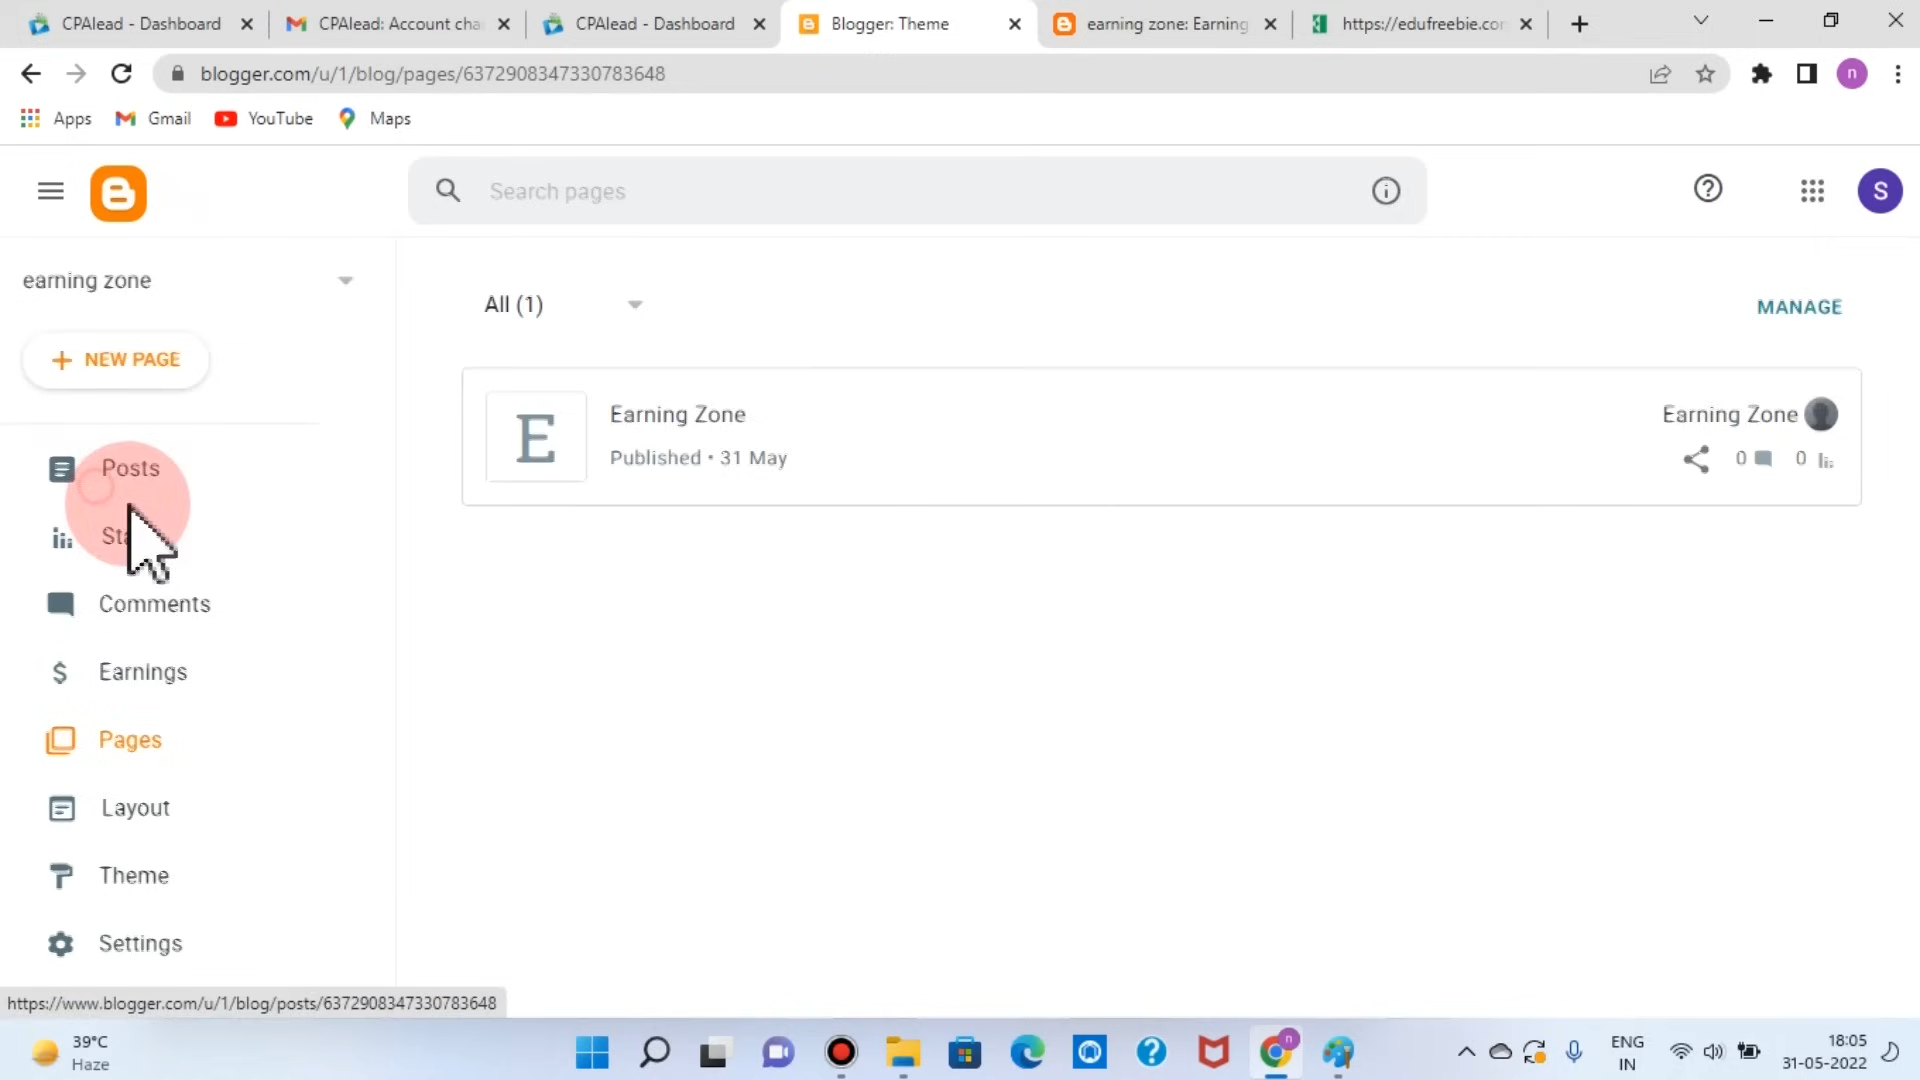 CPAlead - Dashboard
CPAlead: Account cha
CPAlead - Dashboard
Blogger: Theme
earning zone: Earning
https://edufreebie.co
blogger.com/u/1/blog/pages/6372908347330783648
n
Apps
Gmail
YouTube
Maps
Search pages
S
earning zone
All (1)
MANAGE
NEW PAGE
E
Earning Zone
Earning Zone
Published • 31 May
0
0
Posts
Sta
Comments
Earnings
Pages
Layout
Theme
Settings
https://www.blogger.com/u/1/blog/posts/6372908347330783648
39°C
Haze
n
ENG
IN
18:05
31-05-2022